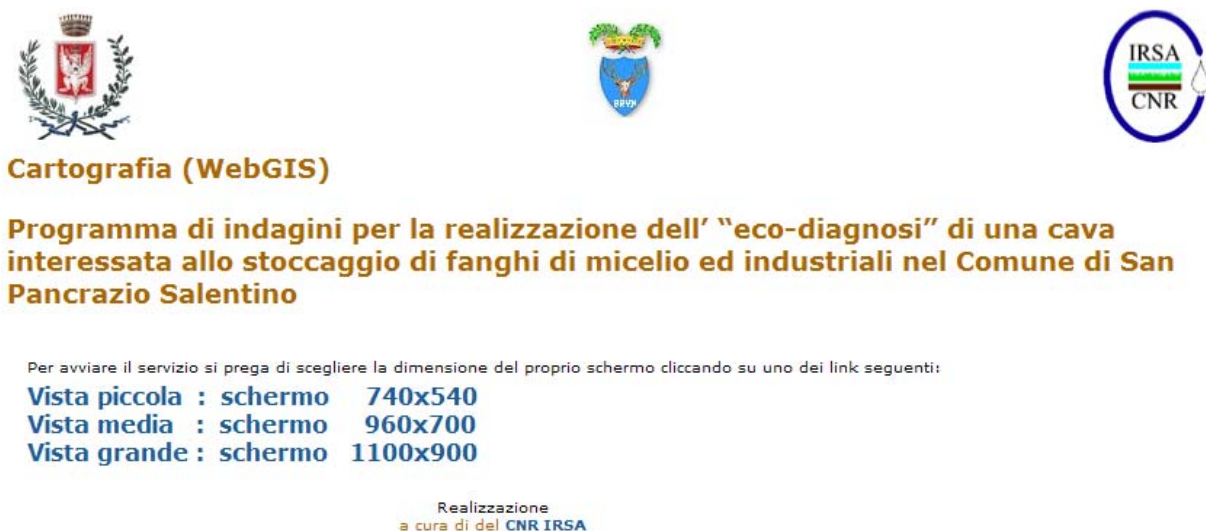 IRSA
CNR
BRVN
Cartografia (WebGIS)
Programma di indagini per la realizzazione dell’ “eco-diagnosi” di una cava
interessata allo stoccaggio di fanghi di micelio ed industriali nel Comune di San
Pancrazio Salentino
Per avviare il servizio si prega di scegliere la dimensione del proprio schermo cliccando su uno dei link seguenti:
Vista piccola : schermo 740x540
Vista media : schermo 960x700
Vista grande : schermo 1100x900
Realizzazione
a cura di del CNR IRSA